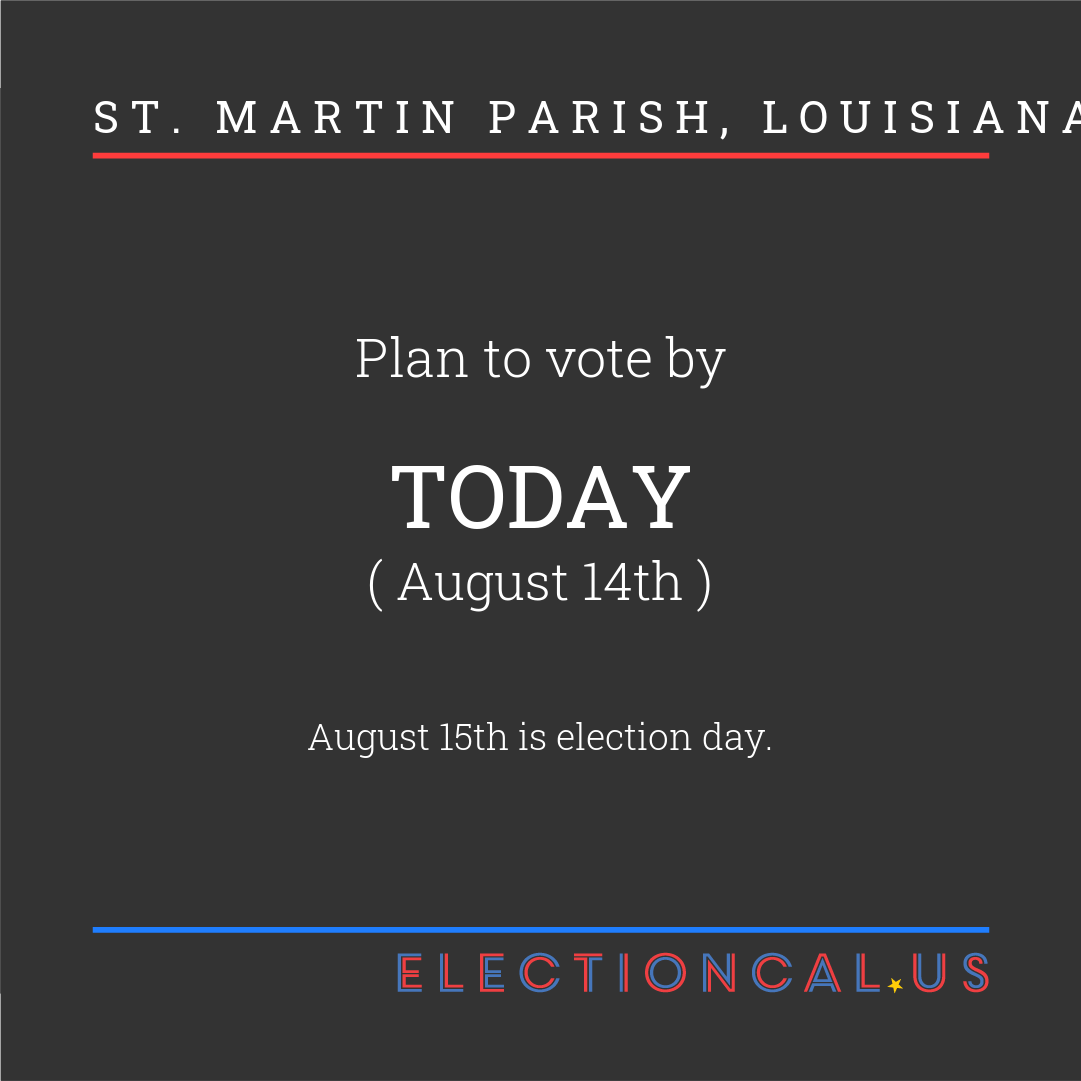 ST. MARTIN PARISH, LOUISIANA
Plan to vote by
TODAY
( August 14th )
August 15th is election day.
ELECTIONCAL.US